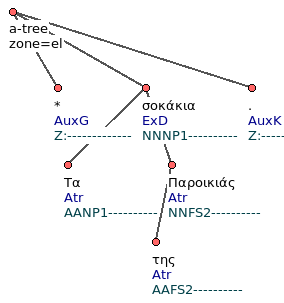 a-tree
zone=el
*
AuxG
Z:-------------
σοκάκια
ExD
NNNP1----------
.
AuxK
Z:-----
Τα
Atr
AANP1----------
Παροικιάς
Atr
NNFS2----------
της
Atr
AAFS2----------